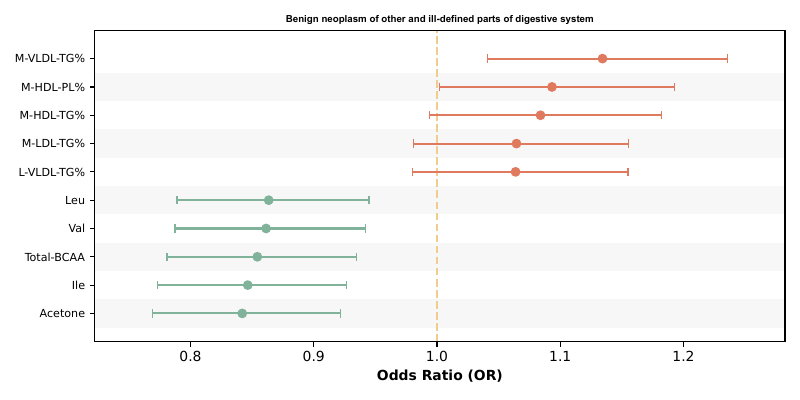 Benign neoplasm of other and ill-defined parts of digestive system
M-VLDL-TG%
M-HDL-PL%
M-HDL-TG%
M-LDL-TG%
L-VLDL-TG%
Leu
Val
Total-BCAA
Ile
Acetone
0.8 0.9 1.0 1.1 1.2
Odds Ratio (OR)